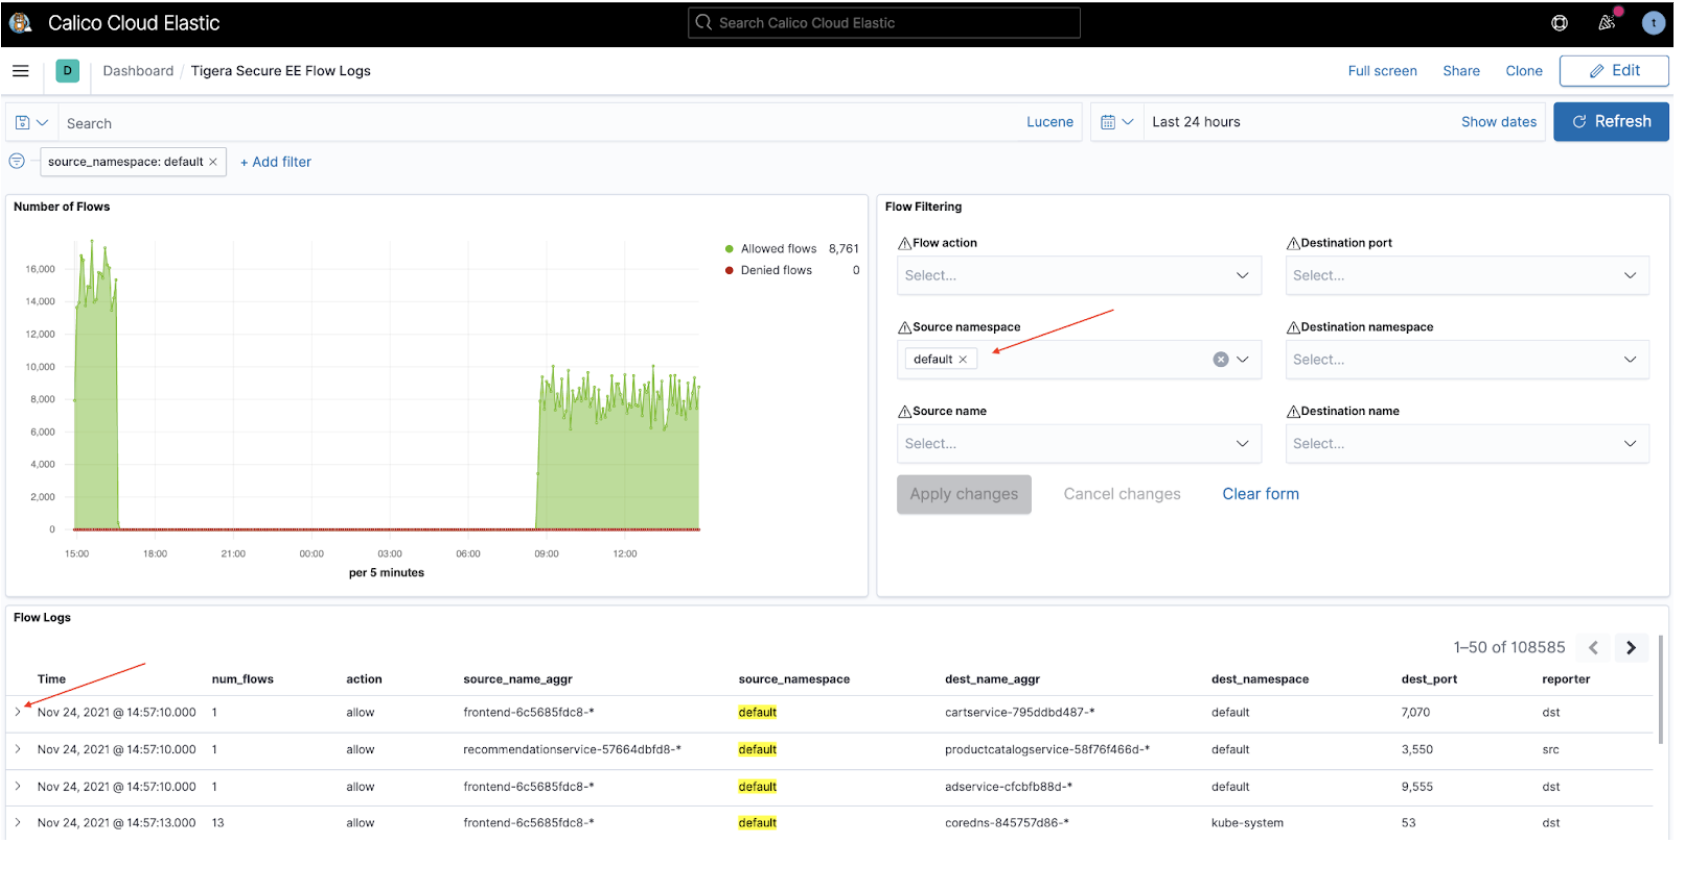 Calico Cloud Elastic
Search Calico Cloud Elastic
t
D
Dashboard / Tigera Secure EE Flow Logs
Full screen
Share
Clone
Edit
Search
Lucene
Last 24 hours
Show dates
Refresh
source_namespace: default ×
+ Add filter
Number of Flows
16,000
14,000
12,000
10,000
8,000
6,000
4,000
2,000
0
15:00 18:00 21:00 00:00 03:00 06:00 09:00 12:00
per 5 minutes
Allowed flows 8,761
Denied flows 0
Flow Filtering
Flow action
Select...
Destination port
Select...
Source namespace
default ×
Destination namespace
Select...
Source name
Select...
Destination name
Select...
Apply changes
Cancel changes
Clear form
Flow Logs
1–50 of 108585
Time num_flows action source_name_aggr source_namespace dest_name_aggr dest_namespace dest_port reporter
Nov 24, 2021 @ 14:57:10.000 1 allow frontend-6c5685fdc8-* default cartservice-795ddbd487-* default 7,070 dst
Nov 24, 2021 @ 14:57:10.000 1 allow recommendationservice-57664dbfd8-* default productcatalogservice-58f76f466d-* default 3,550 src
Nov 24, 2021 @ 14:57:10.000 1 allow frontend-6c5685fdc8-* default adservice-cfcbfb88d-* default 9,555 dst
Nov 24, 2021 @ 14:57:13.000 13 allow frontend-6c5685fdc8-* default coredns-845757d86-* kube-system 53 dst